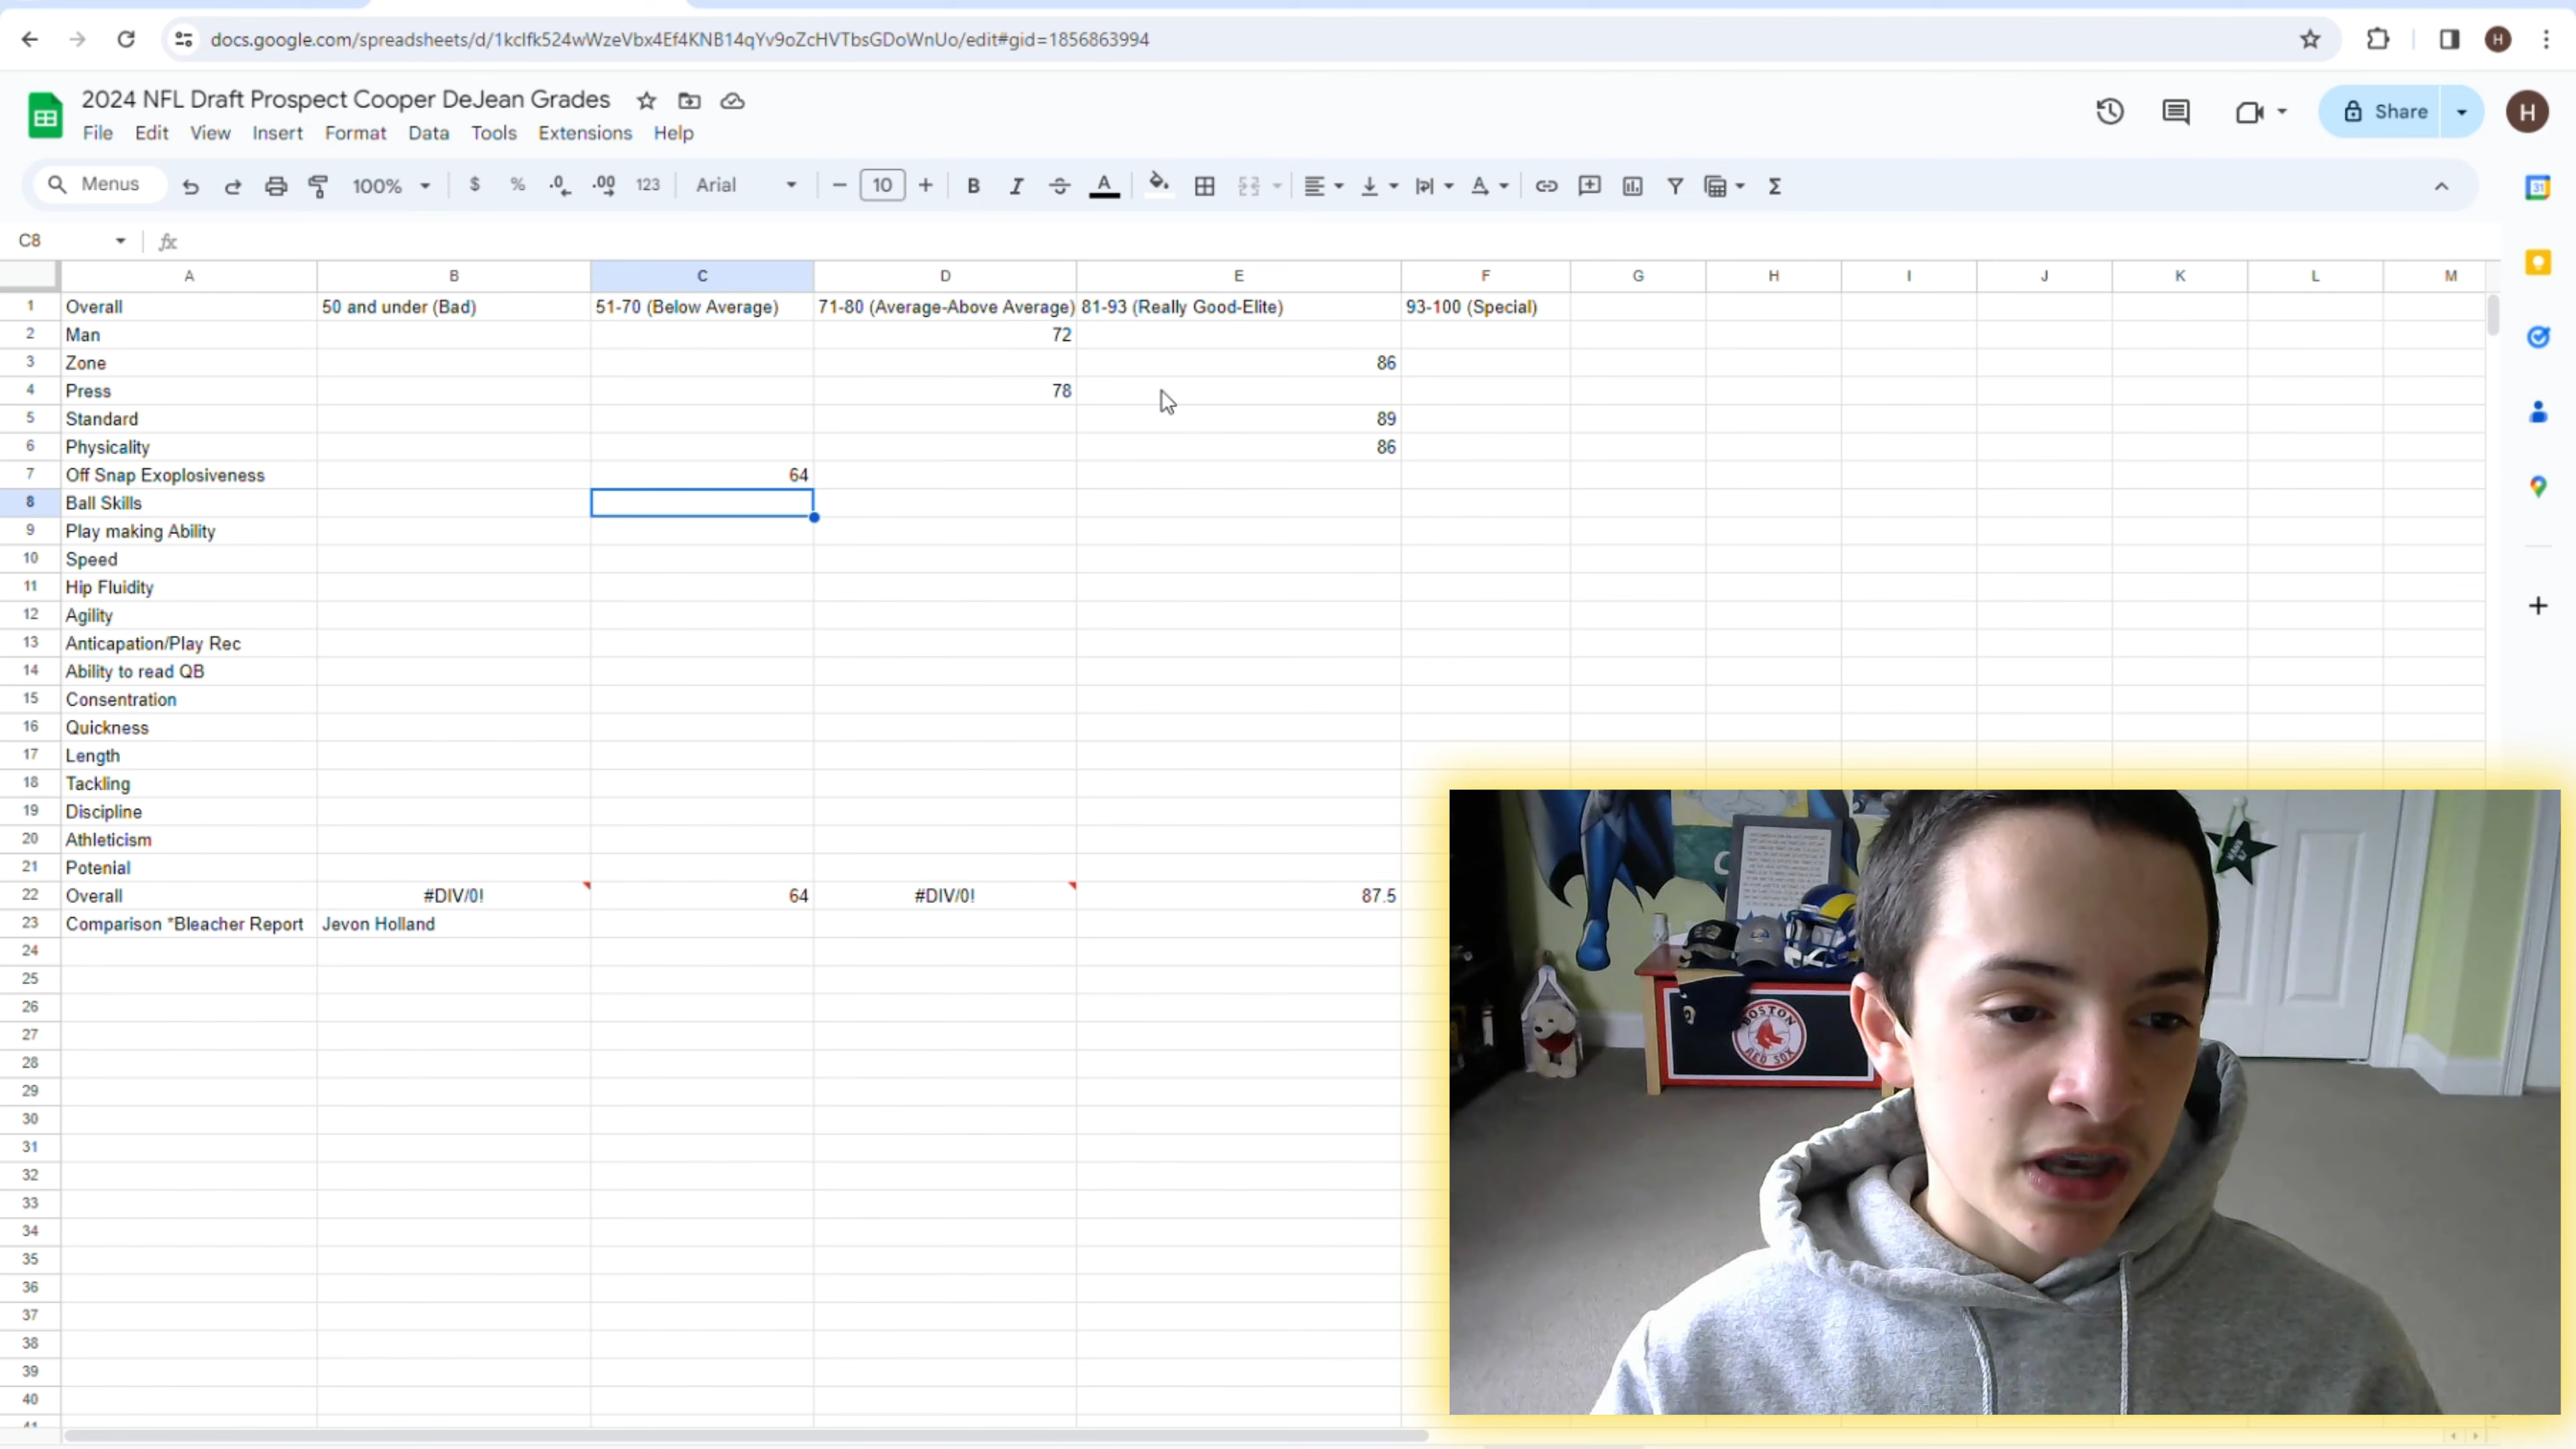 docs.google.com/spreadsheets/d/1kclfk524wWzeVbx4Ef4KNB14qYv9oZcHVTbsGDoWnUo/edit#gid=1856863994
H
2024 NFL Draft Prospect Cooper DeJean Grades
File Edit View Insert Format Data Tools Extensions Help
Share
H
Menus 100% $ % .0 .00 123 Arial 10 B I A A Σ
31
C8 fx
A B C D E F G H I J K L M
1 Overall 50 and under (Bad) 51-70 (Below Average) 71-80 (Average-Above Average) 81-93 (Really Good-Elite) 93-100 (Special)
2 Man 72
3 Zone 86
4 Press 78
5 Standard 89
6 Physicality 86
7 Off Snap Exoplosiveness 64
8 Ball Skills
9 Play making Ability
10 Speed
11 Hip Fluidity
12 Agility
13 Anticapation/Play Rec
14 Ability to read QB
15 Consentration
16 Quickness
17 Length
18 Tackling
19 Discipline
20 Athleticism
21 Potenial
22 Overall #DIV/0! 64 #DIV/0! 87.5
23 Comparison *Bleacher Report Jevon Holland
24
25
26
27
28
29
30
31
32
33
34
35
36
37
38
39
40
41
BOSTON
RED SOX